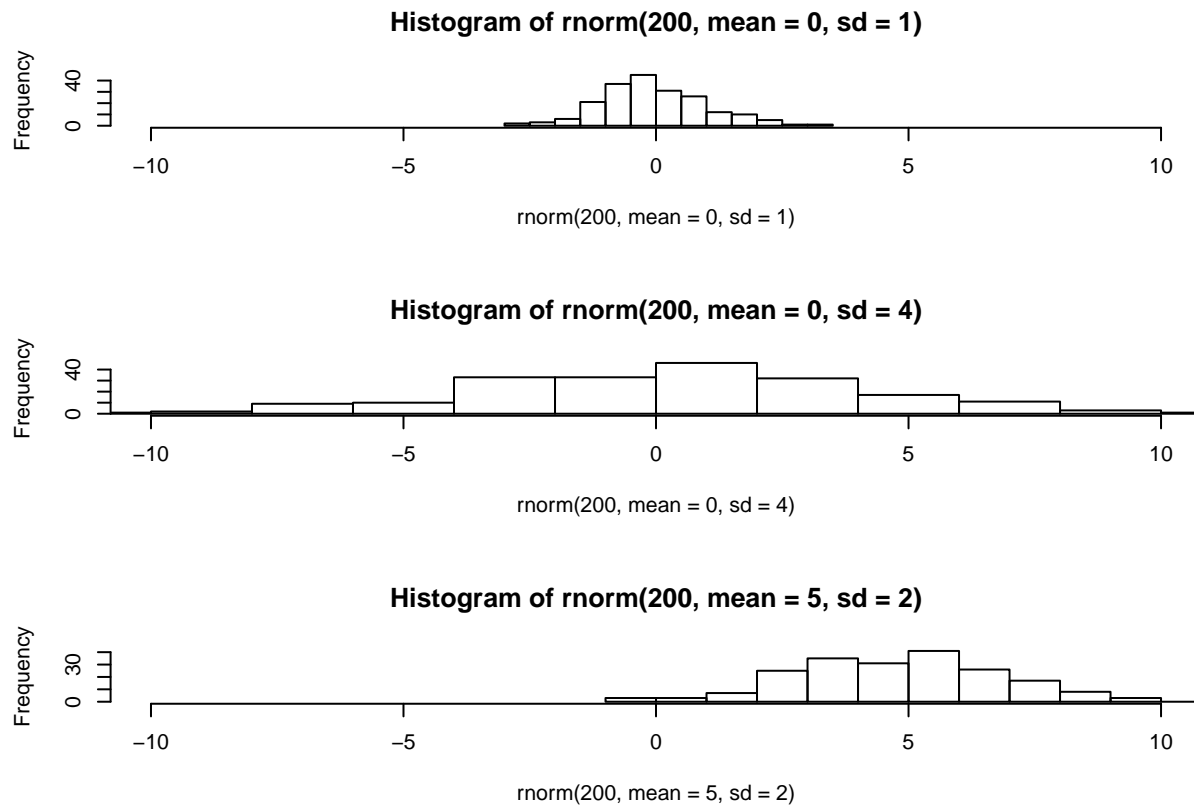 Histogram of rnorm(200, mean = 0, sd = 1)
Frequency
40
0
−10 −5 0 5 10
rnorm(200, mean = 0, sd = 1)
Histogram of rnorm(200, mean = 0, sd = 4)
Frequency
40
0
−10 −5 0 5 10
rnorm(200, mean = 0, sd = 4)
Histogram of rnorm(200, mean = 5, sd = 2)
Frequency
30
0
−10 −5 0 5 10
rnorm(200, mean = 5, sd = 2)